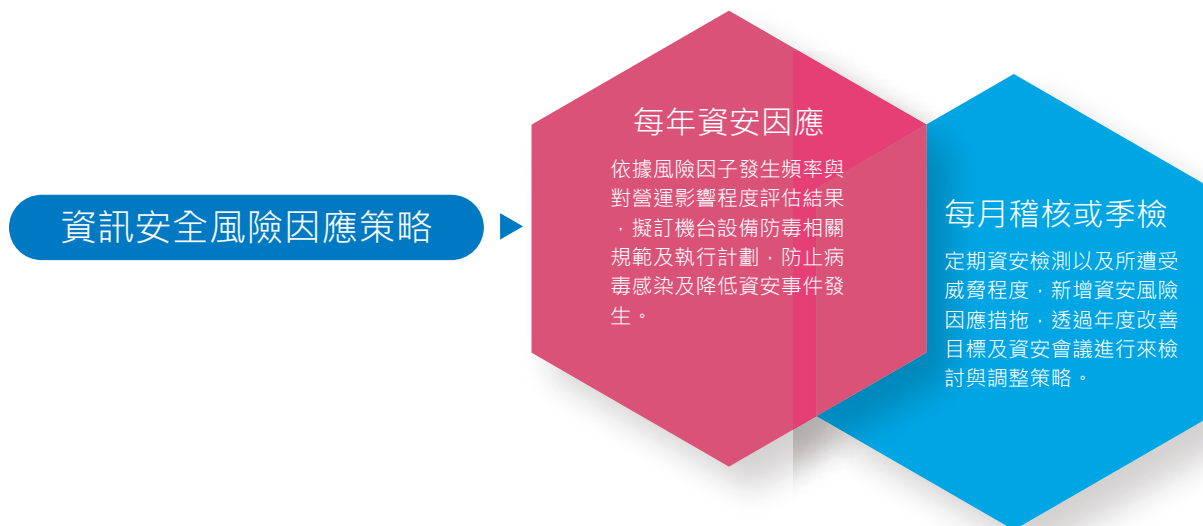 資訊安全風險因應策略
每年資安因應
依據風險因子發生頻率與
對營運影響程度評估結果
，擬訂機台設備防毒相關
規範及執行計劃，防止病
毒感染及降低資安事件發
生。
每月稽核或季檢
定期資安檢測以及所遭受
威脅程度，新增資安風險
因應措拖，透過年度改善
目標及資安會議進行來檢
討與調整策略。